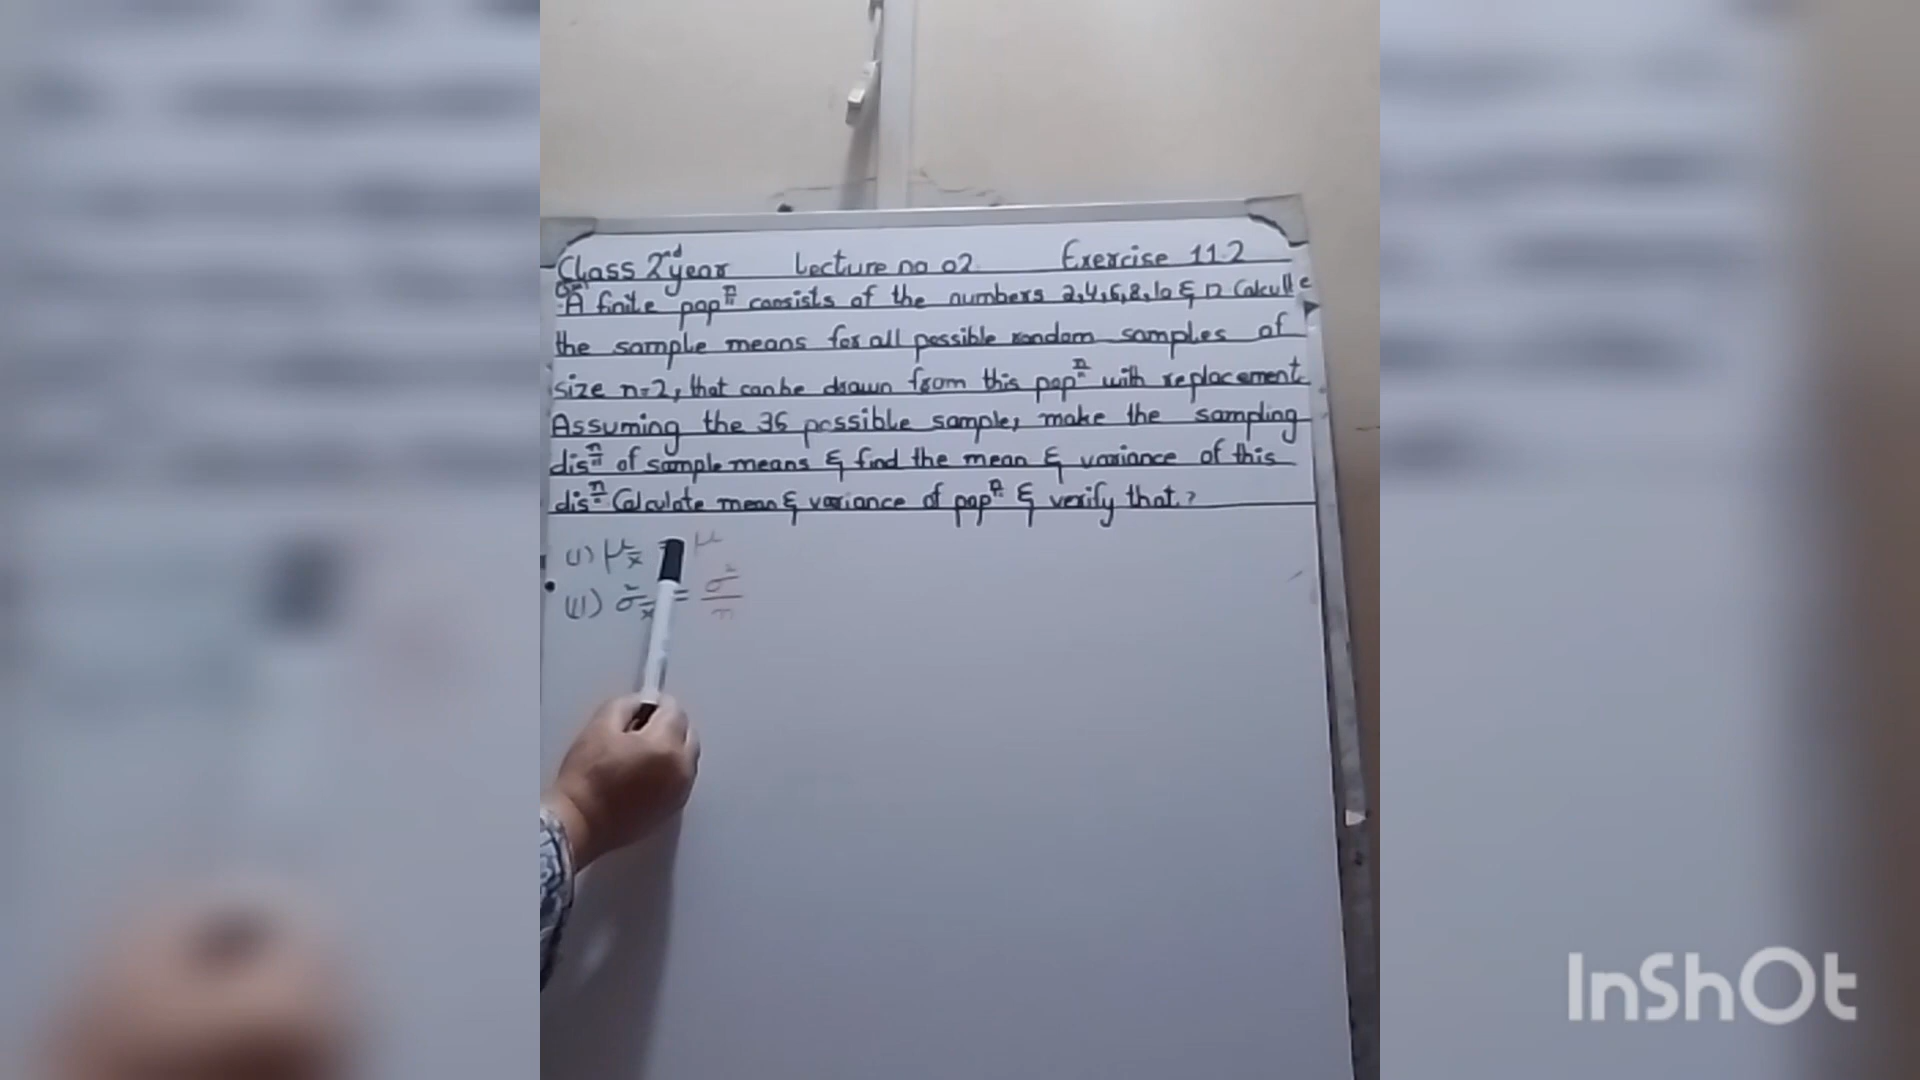 Class 2nd year Lecture no 02 Exercise 11.2
A finite popⁿ consists of the numbers 2,4,6,8,10 & 12 Calculte
the sample means for all possible random samples of
size n=2, that can be drawn from this popⁿ with replacement
Assuming the 36 possible samples make the sampling
disⁿ of sample means & find the mean & variance of this
disⁿ Calculate mean & variance of popⁿ & verify that?
(I) μx̄ = μ
(II) σ²x̄ = σ²/n
InShOt